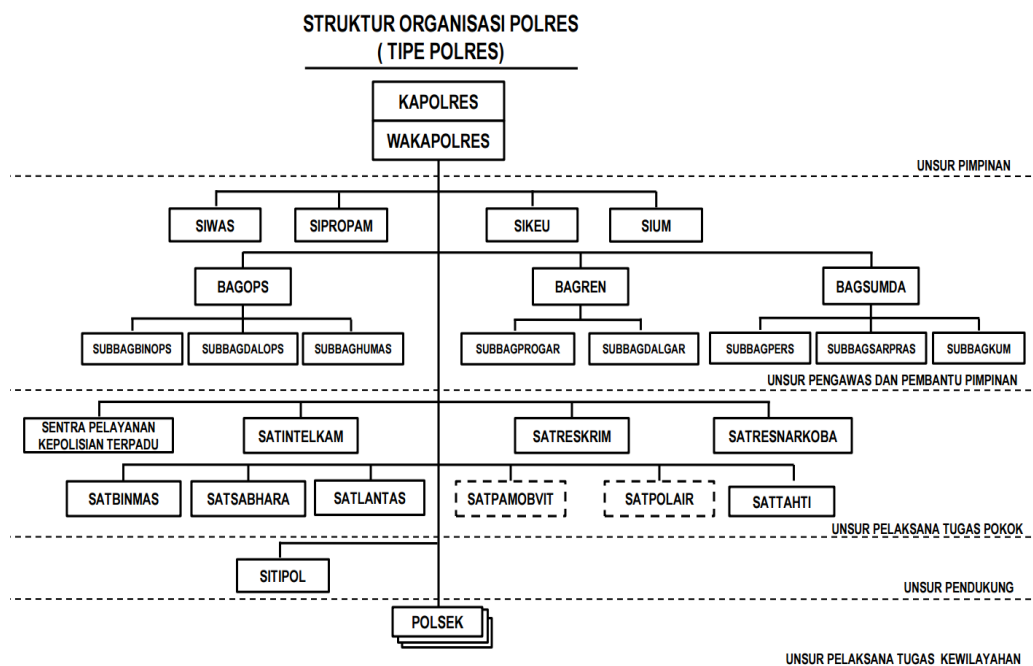 STRUKTUR ORGANISASI POLRES
( TIPE POLRES)
KAPOLRES
WAKAPOLRES
UNSUR PIMPINAN
SIWAS
SIPROPAM
SIKEU
SIUM
BAGOPS
BAGREN
BAGSUMDA
SUBBAGBINOPS
SUBBAGDALOPS
SUBBAGHUMAS
SUBBAGPROGAR
SUBBAGDALGAR
SUBBAGPERS
SUBBAGSARPRAS
SUBBAGKUM
UNSUR PENGAWAS DAN PEMBANTU PIMPINAN
SENTRA PELAYANAN
KEPOLISIAN TERPADU
SATINTELKAM
SATRESKRIM
SATRESNARKOBA
SATBINMAS
SATSABHARA
SATLANTAS
SATPAMOBVIT
SATPOLAIR
SATTAHTI
UNSUR PELAKSANA TUGAS POKOK
SITIPOL
UNSUR PENDUKUNG
POLSEK
UNSUR PELAKSANA TUGAS KEWILAYAHAN